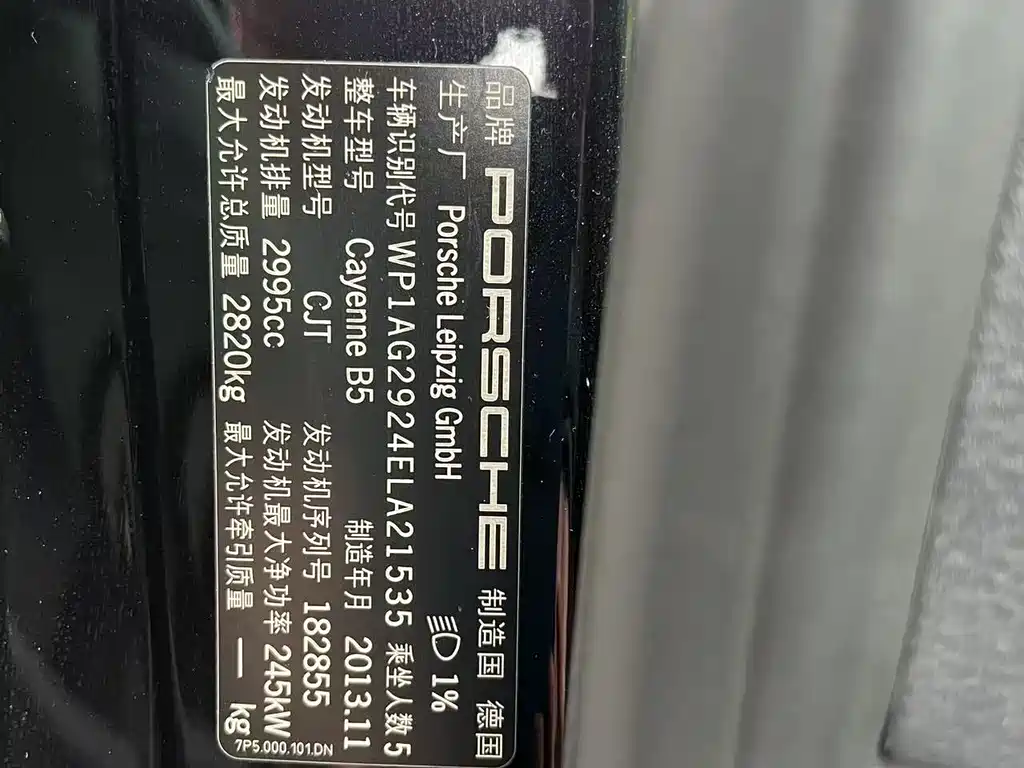 品牌 PORSCHE 制造国 德国
生产厂 Porsche Leipzig GmbH 1%
车辆识别代号 WP1AG2924ELA21535 乘坐人数 5
整车型号 Cayenne B5 制造年月 2013.11
发动机型号 CJT 发动机序列号 182855
发动机排量 2995cc 发动机最大净功率 245kW
最大允许总质量 2820kg 最大允许牵引质量 — kg
7P5.000.101.DN